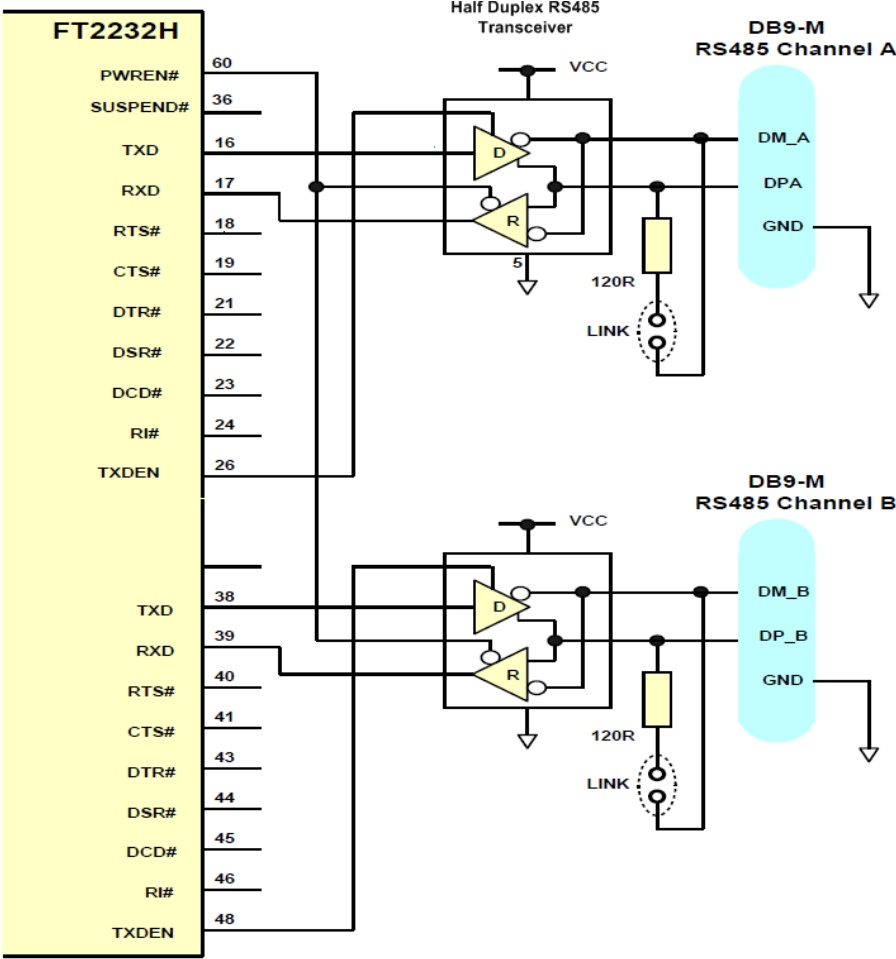 Half Duplex RS485
Transceiver
FT2232H
DB9-M
RS485 Channel A
PWREN#
60
SUSPEND#
36
TXD
16
RXD
17
RTS#
18
CTS#
19
DTR#
21
DSR#
22
DCD#
23
RI#
24
TXDEN
26
VCC
D
R
5
DM_A
DPA
GND
120R
LINK
DB9-M
RS485 Channel B
TXD
38
RXD
39
RTS#
40
CTS#
41
DTR#
43
DSR#
44
DCD#
45
RI#
46
TXDEN
48
VCC
D
R
DM_B
DP_B
GND
120R
LINK